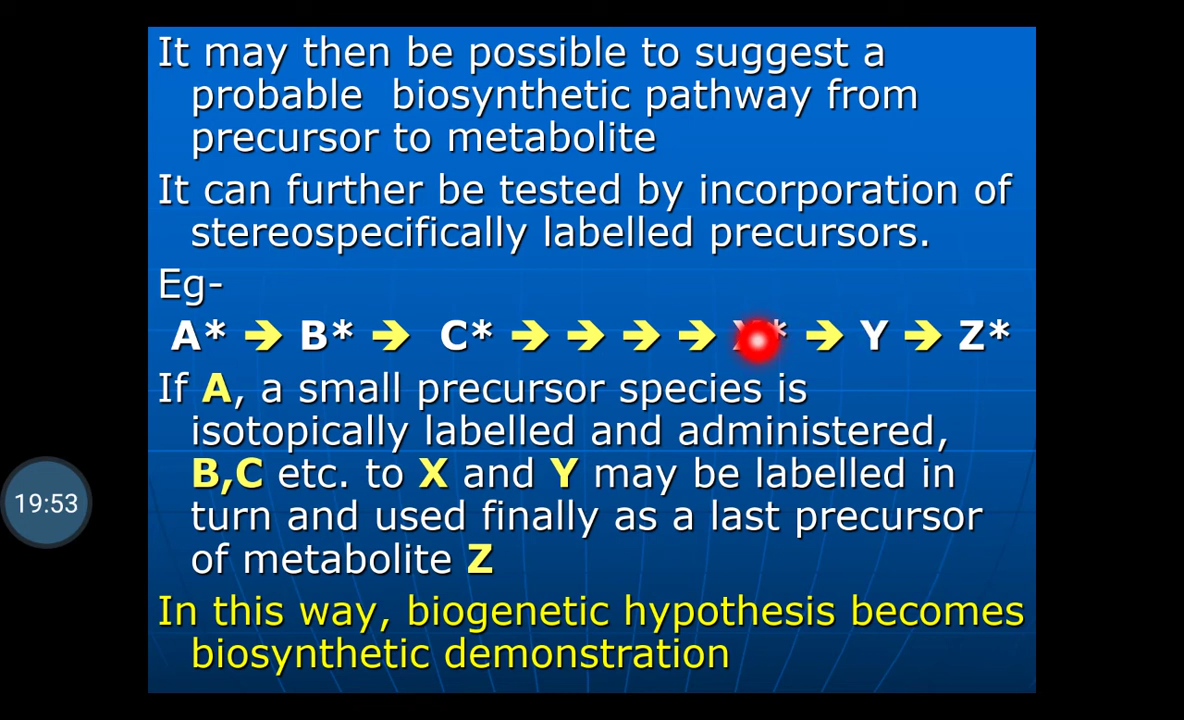 It may then be possible to suggest a
probable biosynthetic pathway from
precursor to metabolite
It can further be tested by incorporation of
stereospecifically labelled precursors.
Eg-
A* ➔ B* ➔ C* ➔ ➔ ➔ ➔ X* ➔ Y ➔ Z*
If A, a small precursor species is
isotopically labelled and administered,
B,C etc. to X and Y may be labelled in
turn and used finally as a last precursor
of metabolite Z
In this way, biogenetic hypothesis becomes
biosynthetic demonstration
19:53